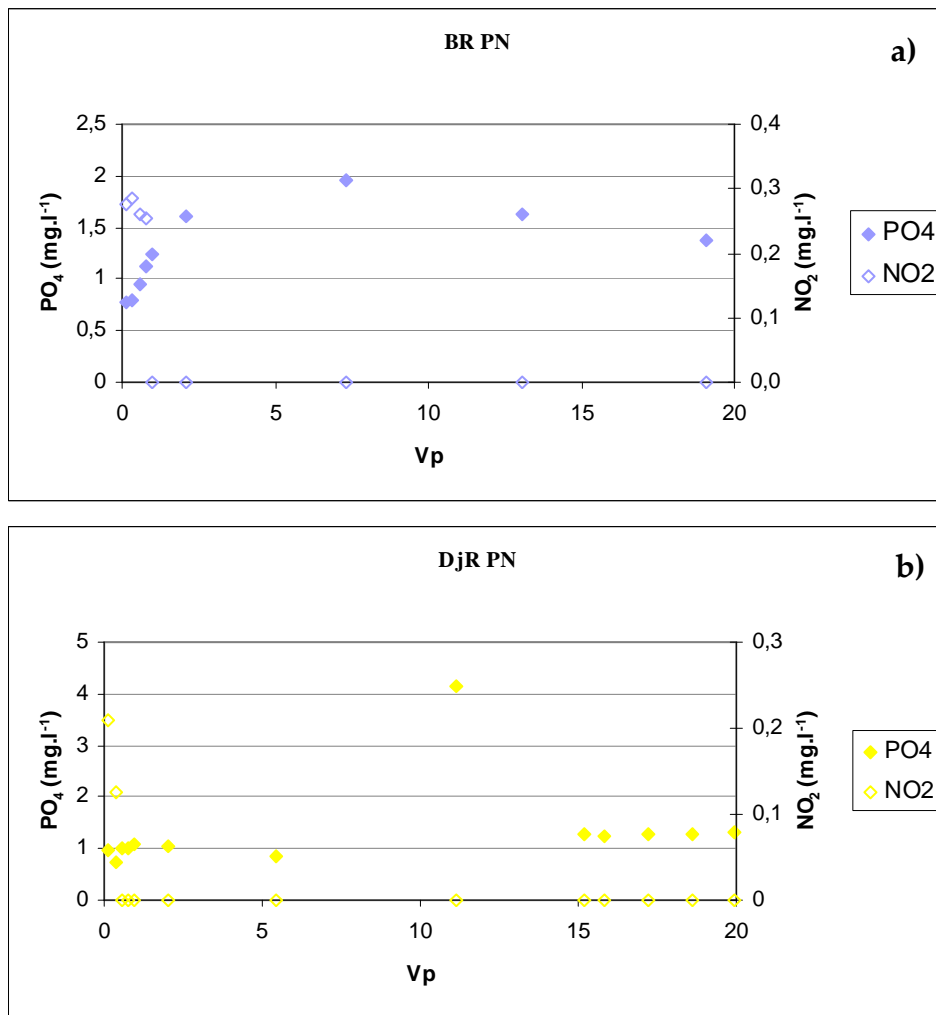 BR PN
a)
2,5
2
1,5
1
0,5
0
PO4 (mg.l-1)
0,4
0,3
0,2
0,1
0,0
NO2 (mg.l-1)
0 5 10 15 20
Vp
PO4
NO2
DjR PN
b)
5
4
3
2
1
0
PO4 (mg.l-1)
0,3
0,2
0,1
0
NO2 (mg.l-1)
0 5 10 15 20
Vp
PO4
NO2